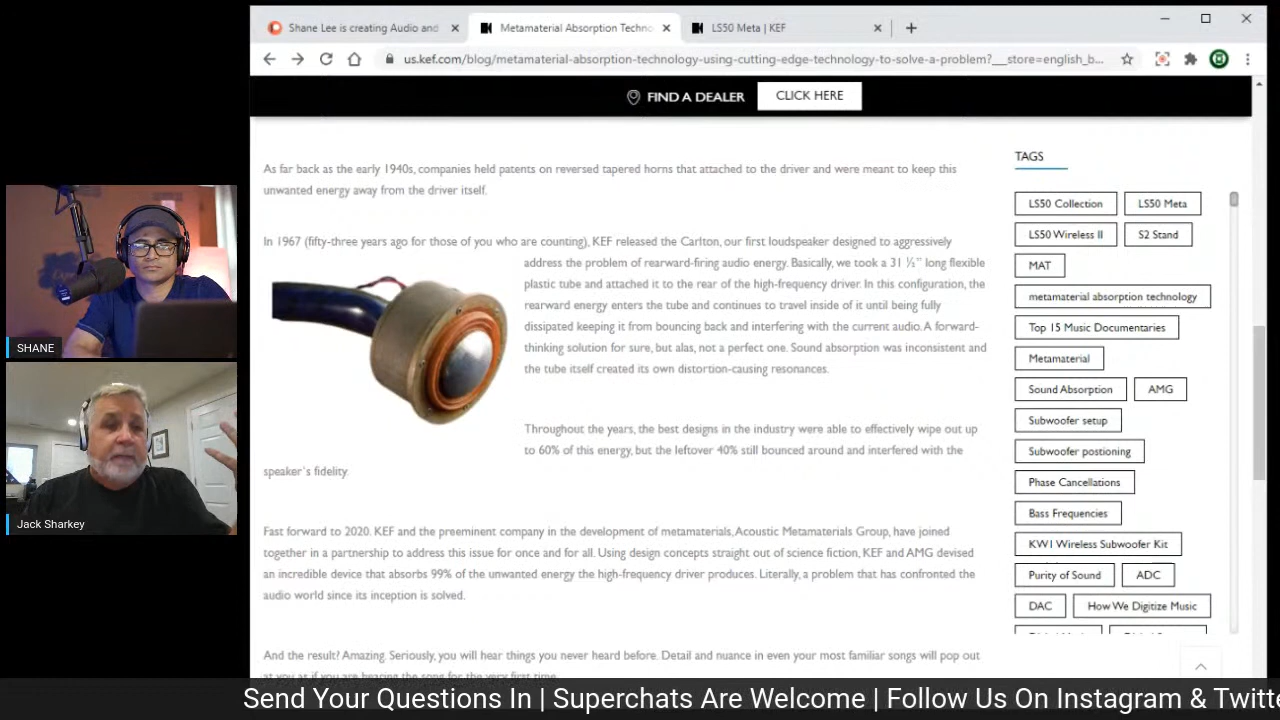 Shane Lee is creating Audio and
Metamaterial Absorption Techno
LS50 Meta | KEF
us.kef.com/blog/metamaterial-absorption-technology-using-cutting-edge-technology-to-solve-a-problem?___store=english_b...
FIND A DEALER
CLICK HERE
As far back as the early 1940s, companies held patents on reversed tapered horns that attached to the driver and were meant to keep this
unwanted energy away from the driver itself.
In 1967 (fifty-three years ago for those of you who are counting), KEF released the Carlton, our first loudspeaker designed to aggressively
address the problem of rearward-firing audio energy. Basically, we took a 31 ½" long flexible
plastic tube and attached it to the rear of the high-frequency driver. In this configuration, the
rearward energy enters the tube and continues to travel inside of it until being fully
dissipated keeping it from bouncing back and interfering with the current audio. A forward-
thinking solution for sure, but alas, not a perfect one. Sound absorption was inconsistent and
the tube itself created its own distortion-causing resonances.
Throughout the years, the best designs in the industry were able to effectively wipe out up
to 60% of this energy, but the leftover 40% still bounced around and interfered with the
speaker's fidelity.
Fast forward to 2020. KEF and the preeminent company in the development of metamaterials, Acoustic Metamaterials Group, have joined
together in a partnership to address this issue for once and for all. Using design concepts straight out of science fiction, KEF and AMG devised
an incredible device that absorbs 99% of the unwanted energy the high-frequency driver produces. Literally, a problem that has confronted the
audio world since its inception is solved.
And the result? Amazing. Seriously, you will hear things you never heard before. Detail and nuance in even your most familiar songs will pop out
at you as if you are hearing the song for the very first time.
TAGS
LS50 Collection
LS50 Meta
LS50 Wireless II
S2 Stand
MAT
metamaterial absorption technology
Top 15 Music Documentaries
Metamaterial
Sound Absorption
AMG
Subwoofer setup
Subwoofer postioning
Phase Cancellations
Bass Frequencies
KW1 Wireless Subwoofer Kit
Purity of Sound
ADC
DAC
How We Digitize Music
SHANE
Jack Sharkey
Send Your Questions In | Superchats Are Welcome | Follow Us On Instagram & Twitte